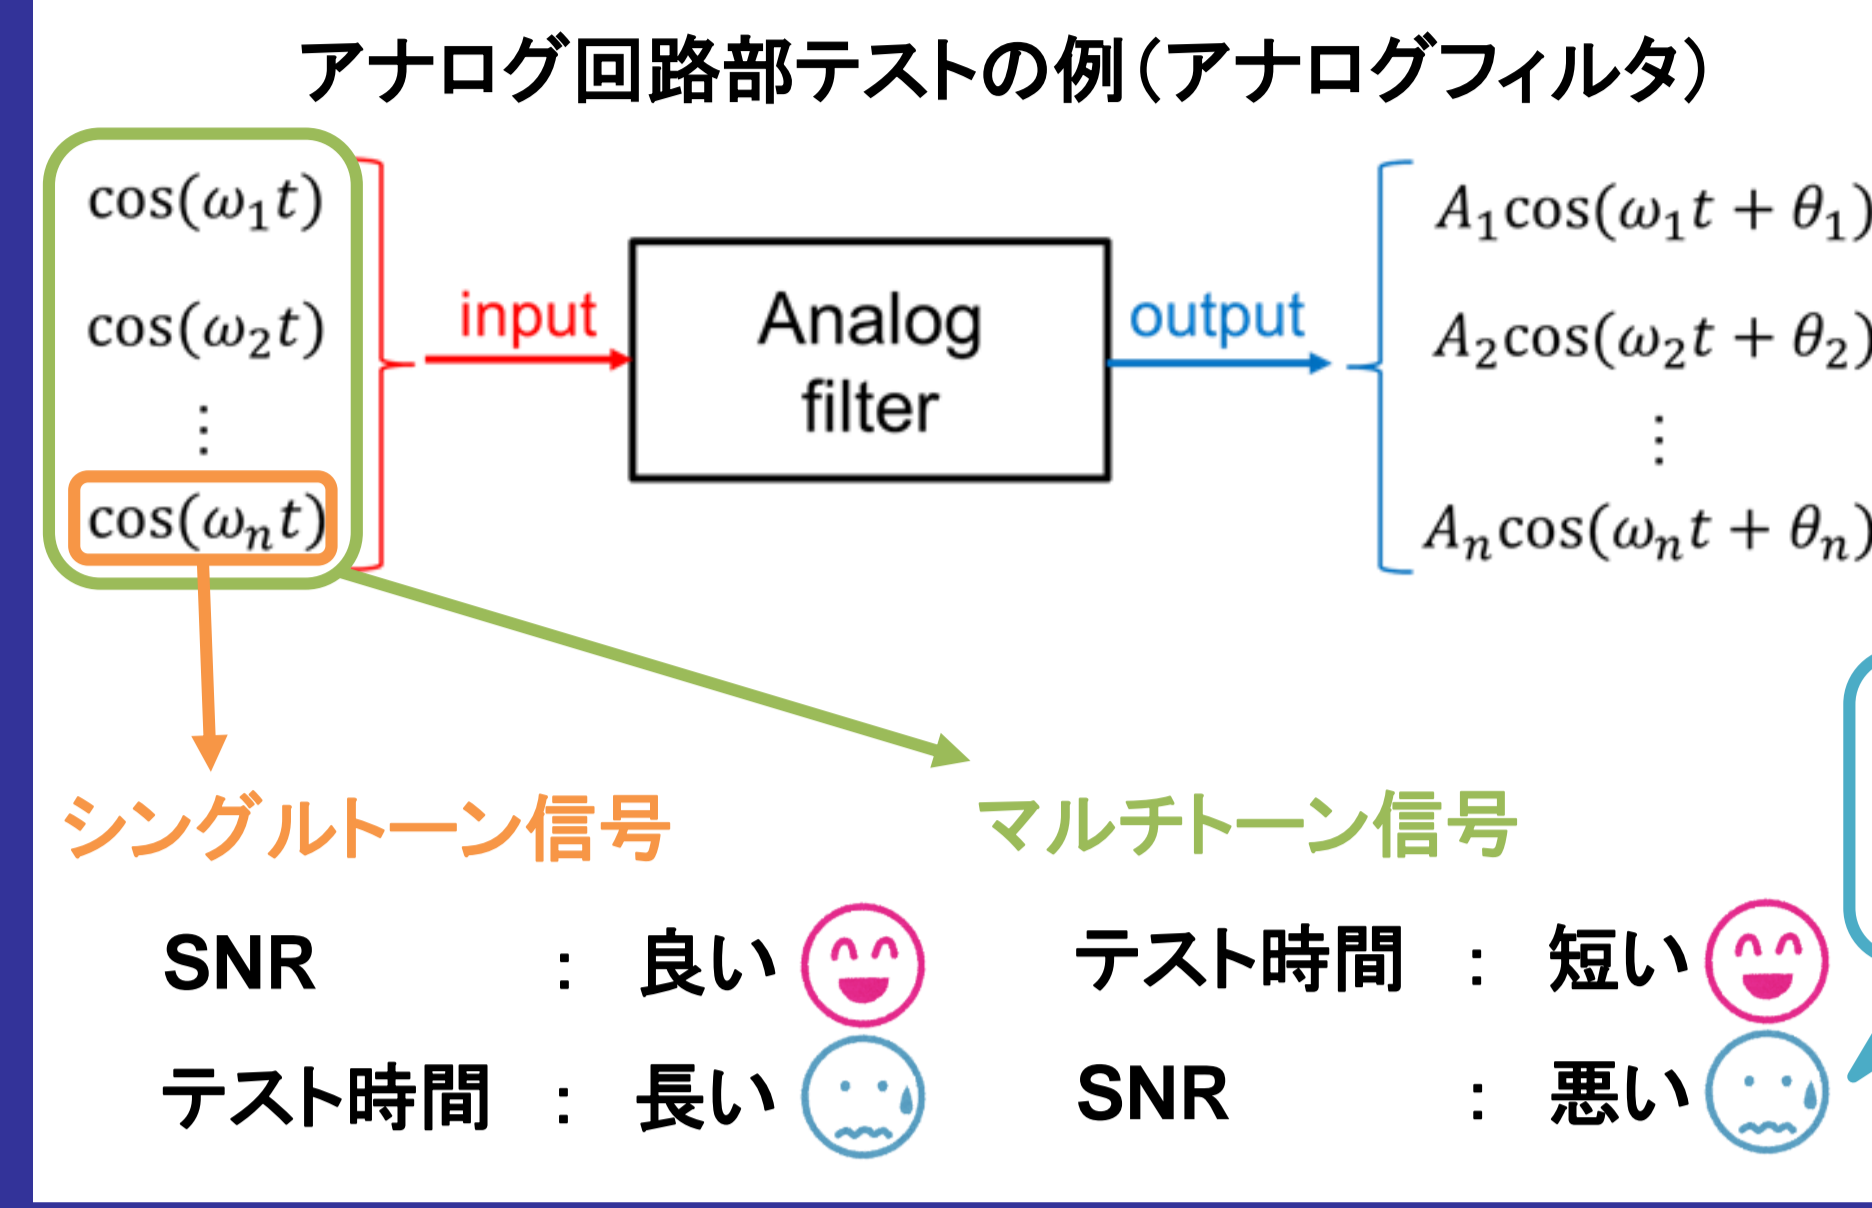 アナログ回路部テストの例（アナログフィルタ）
cos(ω₁t)
cos(ω₂t)
⋮
cos(ωₙt)
input
Analog
filter
output
A₁cos(ω₁t + θ₁)
A₂cos(ω₂t + θ₂)
⋮
Aₙcos(ωₙt + θₙ)
シングルトーン信号
SNR ： 良い
テスト時間 ： 長い
マルチトーン信号
テスト時間 ： 短い
SNR ： 悪い